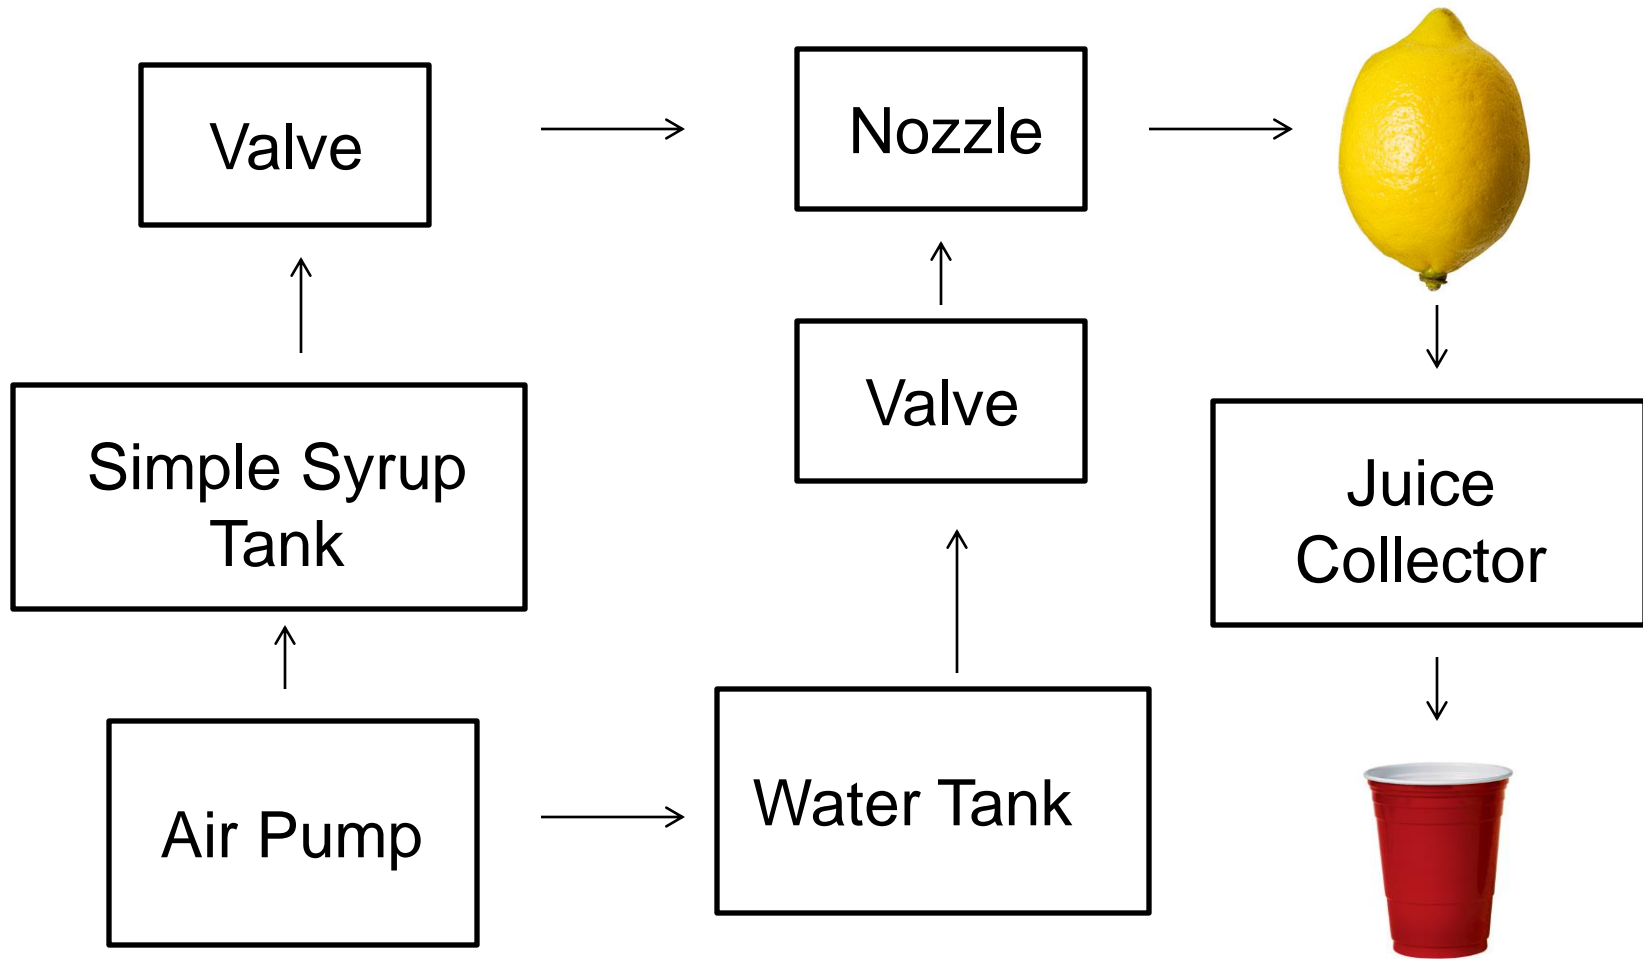 Valve
Nozzle
Valve
Simple Syrup
Tank
Juice
Collector
Air Pump
Water Tank